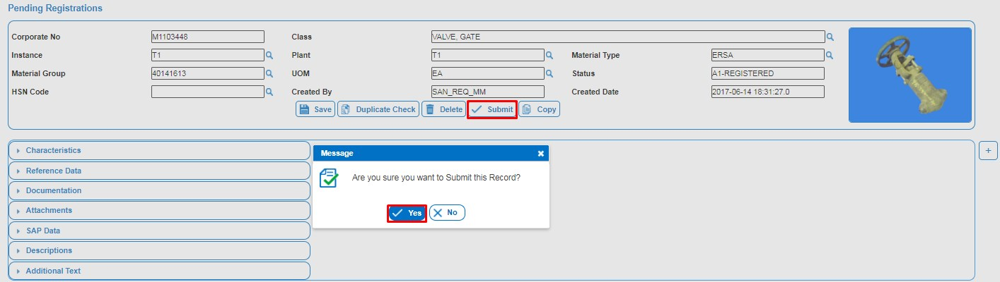 Pending Registrations
Corporate No M1103448 Class VALVE, GATE
Instance T1 Plant T1 Material Type ERSA
Material Group 40141613 UOM EA Status A1-REGISTERED
HSN Code Created By SAN_REQ_MM Created Date 2017-06-14 18:31:27.0
Save Duplicate Check Delete Submit Copy
Characteristics
Reference Data
Documentation
Attachments
SAP Data
Descriptions
Additional Text
Message
Are you sure you want to Submit this Record?
Yes No
+